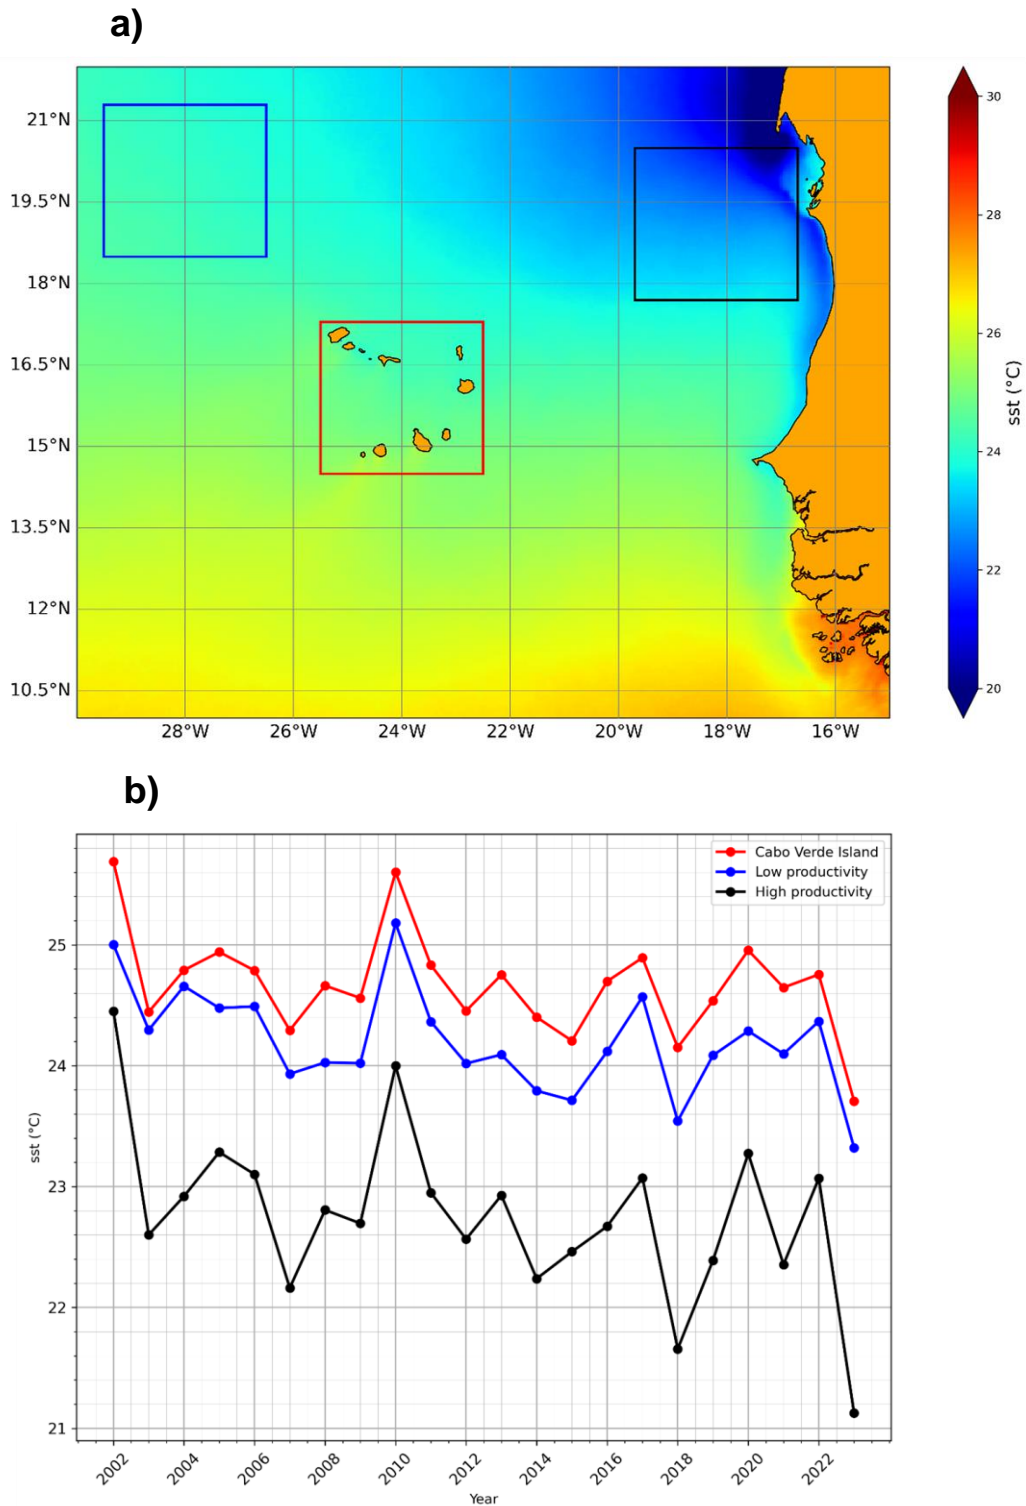 a)
21°N
19.5°N
18°N
16.5°N
15°N
13.5°N
12°N
10.5°N
28°W 26°W 24°W 22°W 20°W 18°W 16°W
30
28
26
24
22
20
sst (°C)
b)
Cabo Verde Island
Low productivity
High productivity
25
24
23
22
21
sst (°C)
2002 2004 2006 2008 2010 2012 2014 2016 2018 2020 2022
Year